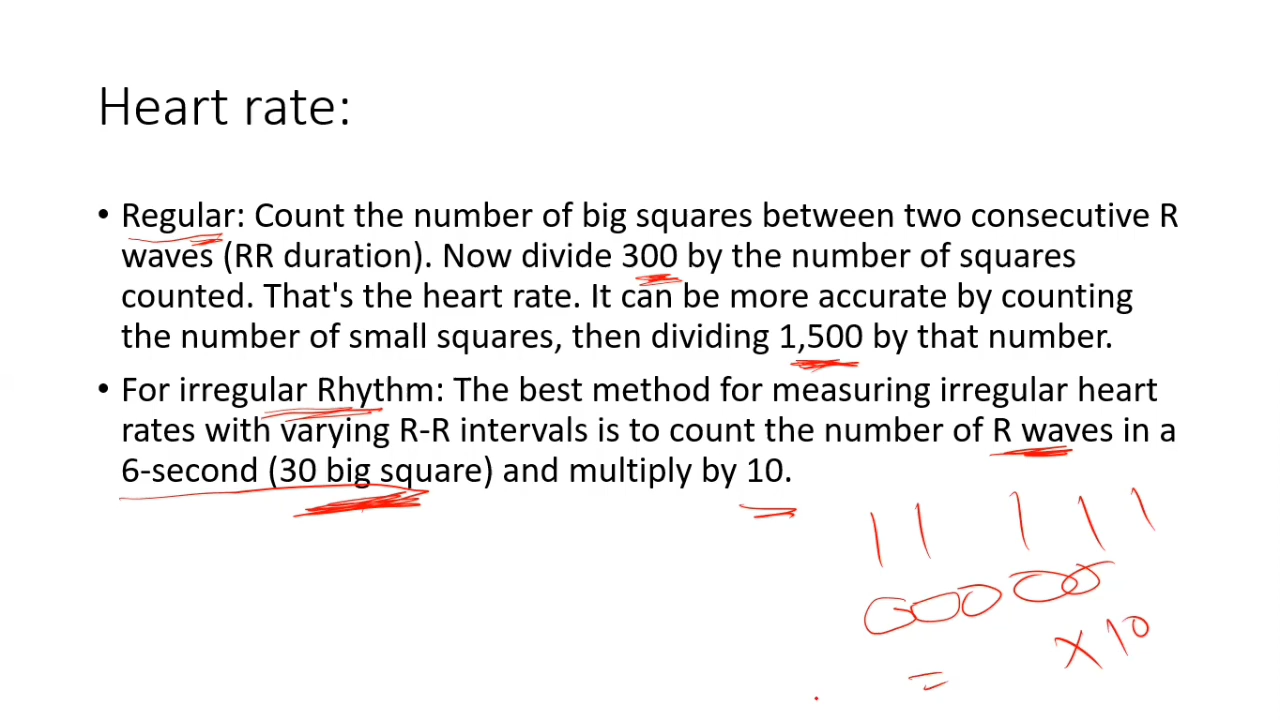 Heart rate:
• Regular: Count the number of big squares between two consecutive R
waves (RR duration). Now divide 300 by the number of squares
counted. That's the heart rate. It can be more accurate by counting
the number of small squares, then dividing 1,500 by that number.
• For irregular Rhythm: The best method for measuring irregular heart
rates with varying R-R intervals is to count the number of R waves in a
6-second (30 big square) and multiply by 10.
X 10
=